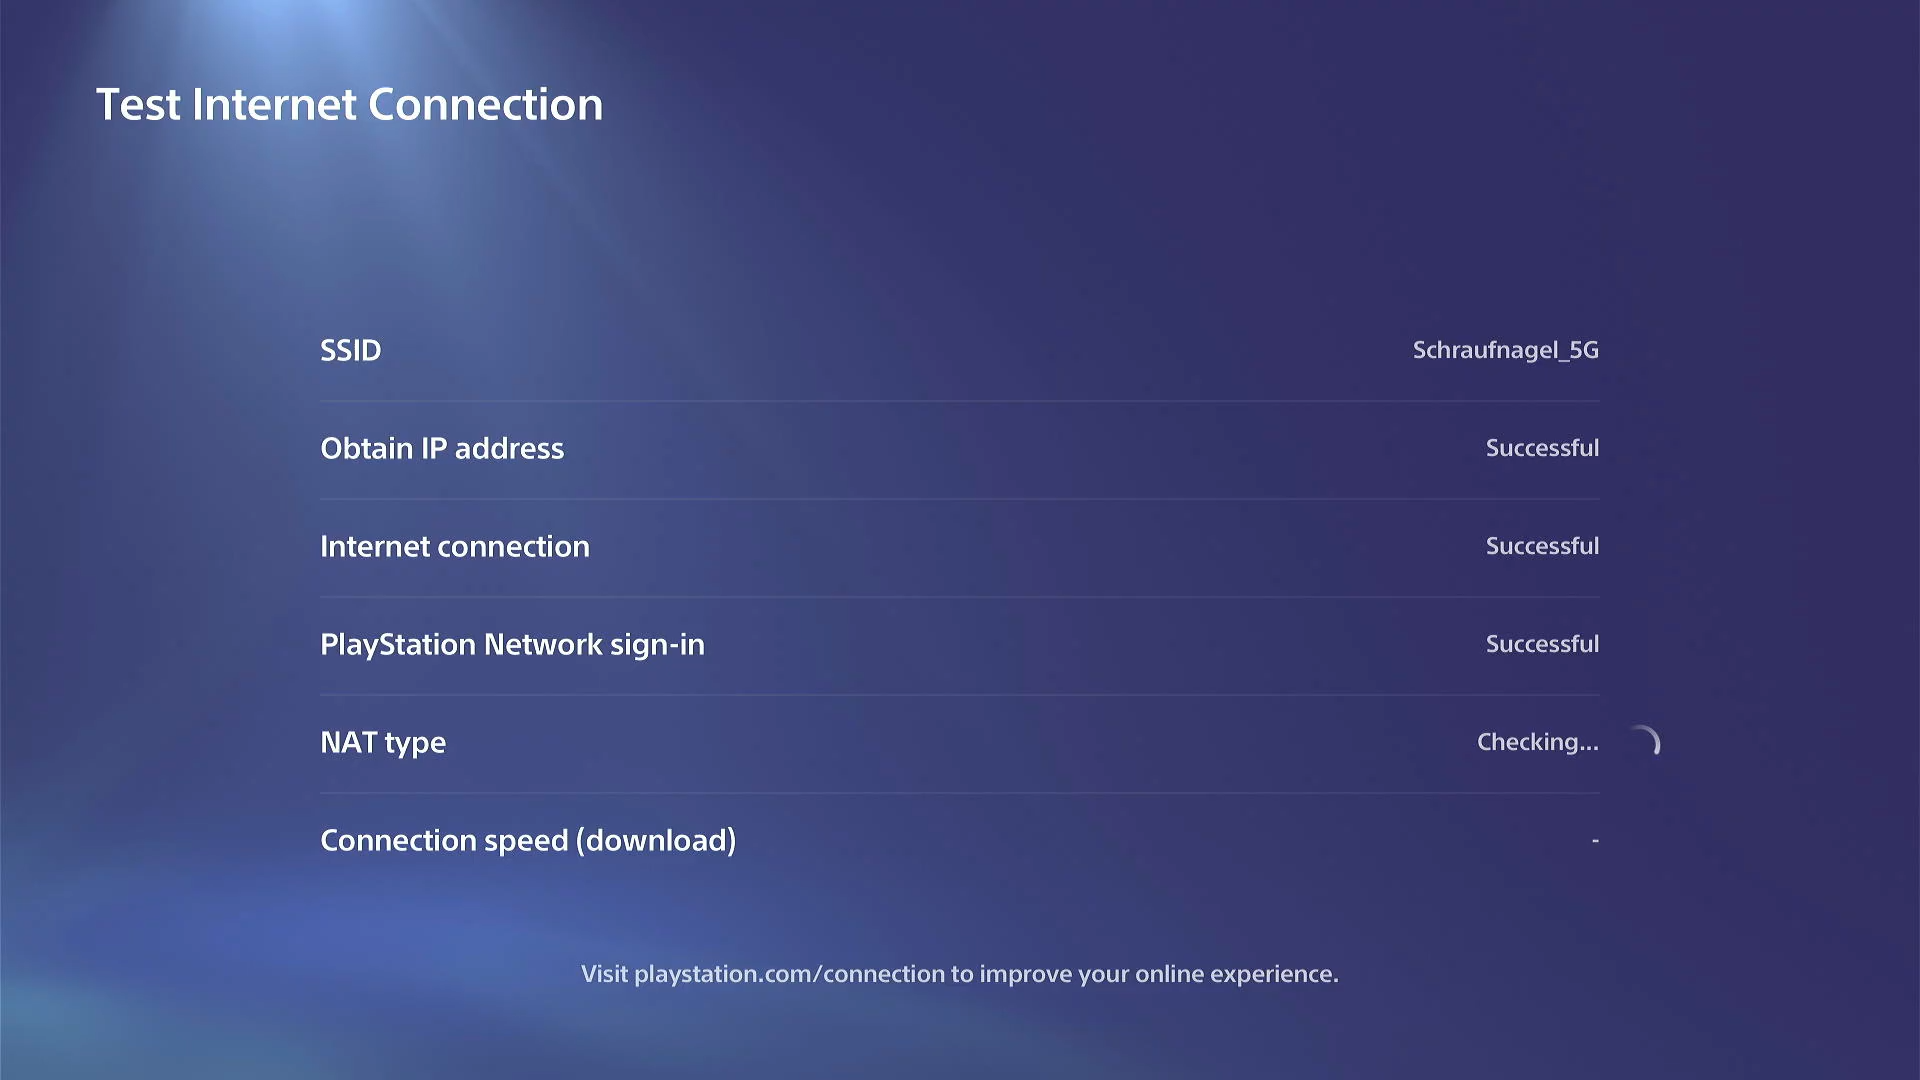 Test Internet Connection
SSID Schraufnagel_5G
Obtain IP address Successful
Internet connection Successful
PlayStation Network sign-in Successful
NAT type Checking...
Connection speed (download) -
Visit playstation.com/connection to improve your online experience.